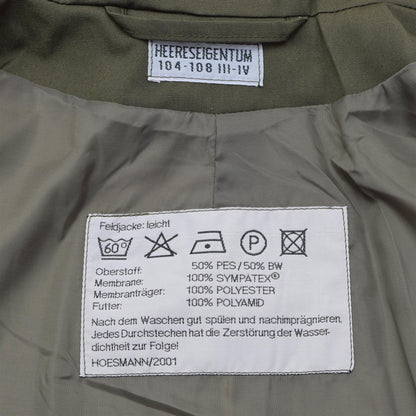 HEERESEIGENTUM
104-108 III-IV
Feldjacke: leicht
60° P
Oberstoff: 50% PES/50% BW
Membrane: 100% SYMPATEX®
Membranträger: 100% POLYESTER
Futter: 100% POLYAMID
Nach dem Waschen gut spülen und nachimprägnieren.
Jedes Durchstechen hat die Zerstörung der Wasser-
dichtheit zur Folge!
HOESMANN/2001